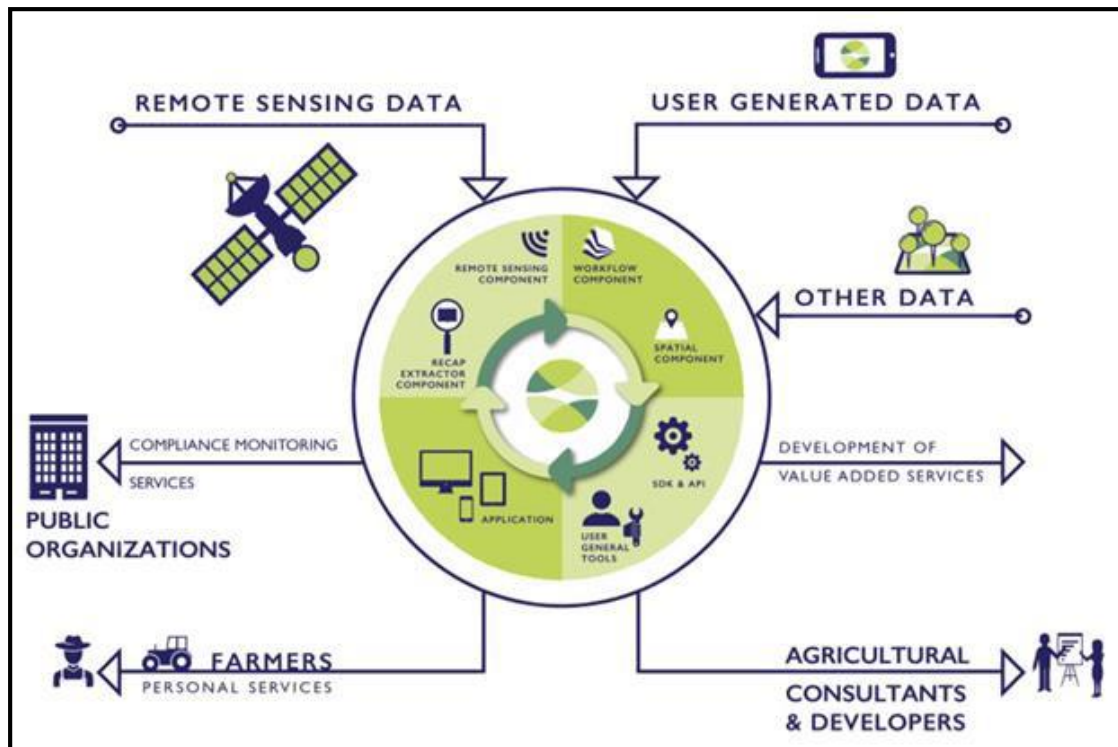 REMOTE SENSING DATA
USER GENERATED DATA
REMOTE SENSING
COMPONENT
WORKFLOW
COMPONENT
OTHER DATA
RECAP
EXTRACTOR
COMPONENT
SPATIAL
COMPONENT
COMPLIANCE MONITORING
SERVICES
PUBLIC
ORGANIZATIONS
DEVELOPMENT OF
VALUE ADDED SERVICES
SDK & API
APPLICATION
USER
GENERAL
TOOLS
FARMERS
PERSONAL SERVICES
AGRICULTURAL
CONSULTANTS
& DEVELOPERS